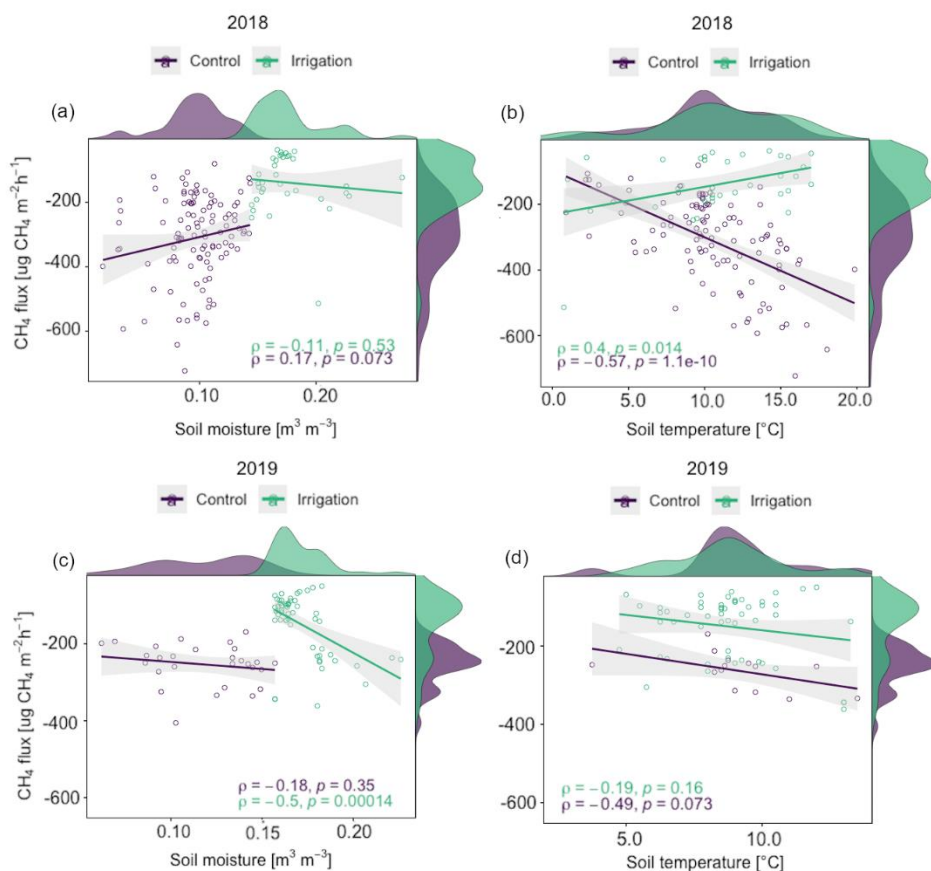 2018
2018
Control Irrigation
Control Irrigation
(a)
(b)
CH₄ flux [ug CH₄ m⁻²h⁻¹]
-200
-400
-600
ρ = −0.11, p = 0.53
ρ = 0.17, p = 0.073
0.10
0.20
Soil moisture [m³ m⁻³]
-200
-400
-600
ρ = 0.4, p = 0.014
ρ = −0.57, p = 1.1e-10
0.0
5.0
10.0
15.0
20.0
Soil temperature [°C]
2019
2019
Control Irrigation
Control Irrigation
(c)
(d)
CH₄ flux [ug CH₄ m⁻²h⁻¹]
-200
-400
-600
ρ = −0.18, p = 0.35
ρ = −0.5, p = 0.00014
0.10
0.15
0.20
Soil moisture [m³ m⁻³]
-200
-400
-600
ρ = −0.19, p = 0.16
ρ = −0.49, p = 0.073
5.0
10.0
Soil temperature [°C]